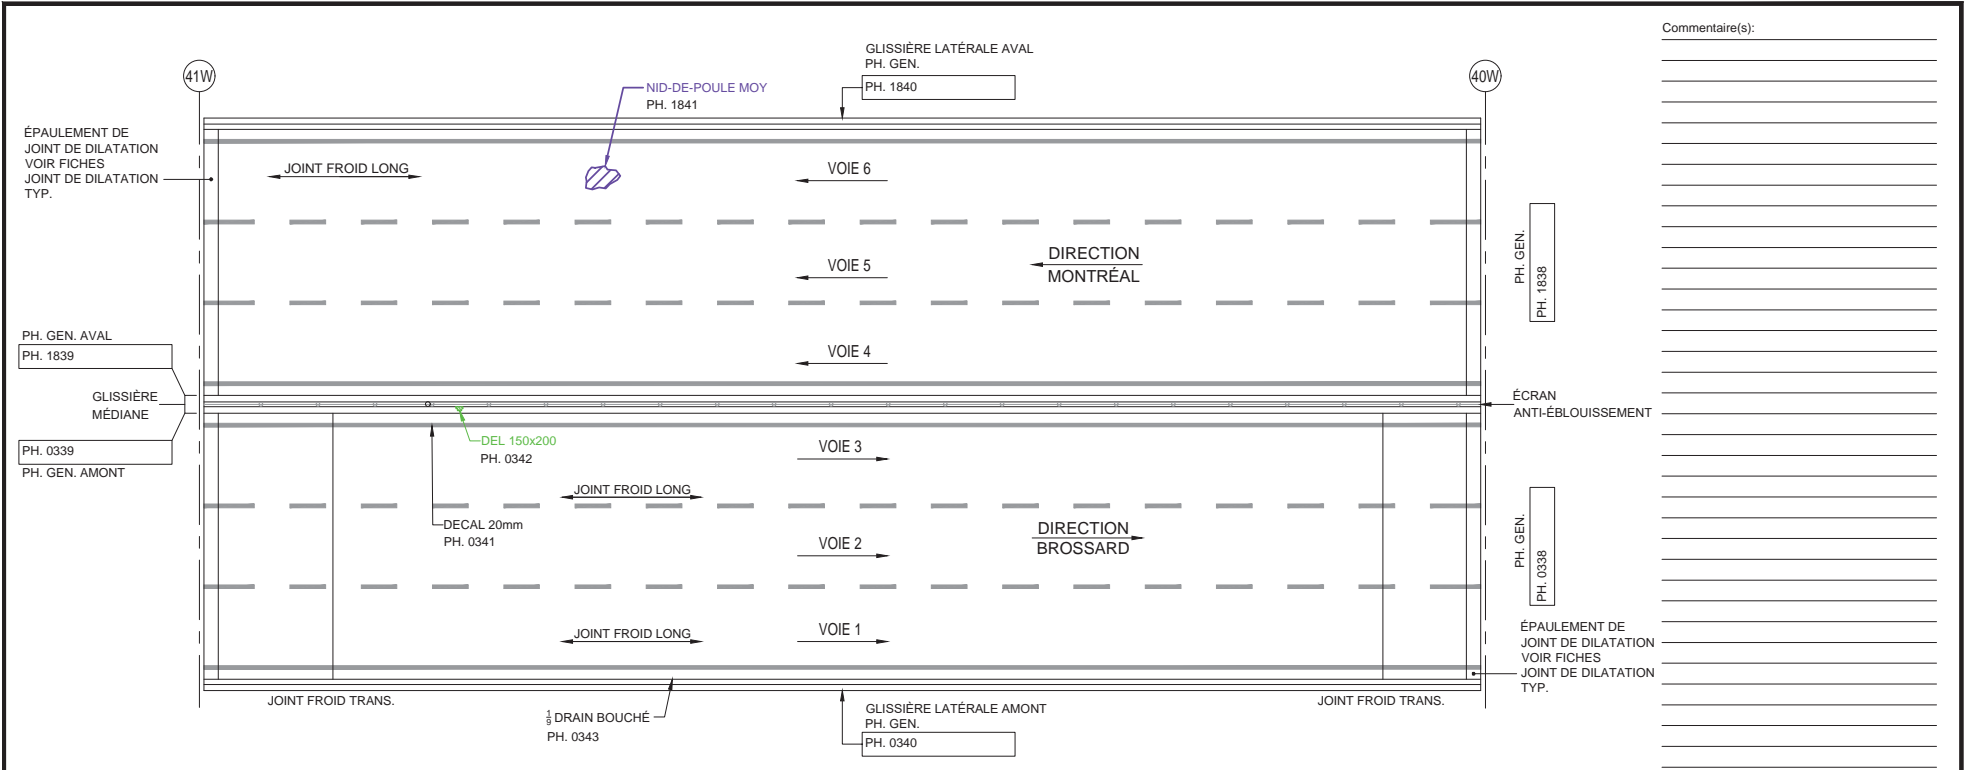 Commentaire(s):
GLISSIÈRE LATÉRALE AVAL
PH. GEN.
PH. 1840
41W
40W
NID-DE-POULE MOY
PH. 1841
ÉPAULEMENT DE
JOINT DE DILATATION
VOIR FICHES
JOINT DE DILATATION
TYP.
JOINT FROID LONG
VOIE 6
DIRECTION
MONTRÉAL
VOIE 5
PH. GEN.
PH. 1838
PH. GEN. AVAL
PH. 1839
VOIE 4
GLISSIÈRE
MÉDIANE
ÉCRAN
ANTI-ÉBLOUISSEMENT
PH. 0339
PH. GEN. AMONT
DEL 150x200
PH. 0342
VOIE 3
JOINT FROID LONG
DECAL 20mm
PH. 0341
DIRECTION
BROSSARD
VOIE 2
PH. GEN.
PH. 0338
JOINT FROID LONG
VOIE 1
ÉPAULEMENT DE
JOINT DE DILATATION
VOIR FICHES
JOINT DE DILATATION
TYP.
JOINT FROID TRANS.
JOINT FROID TRANS.
1/9 DRAIN BOUCHÉ
PH. 0343
GLISSIÈRE LATÉRALE AMONT
PH. GEN.
PH. 0340